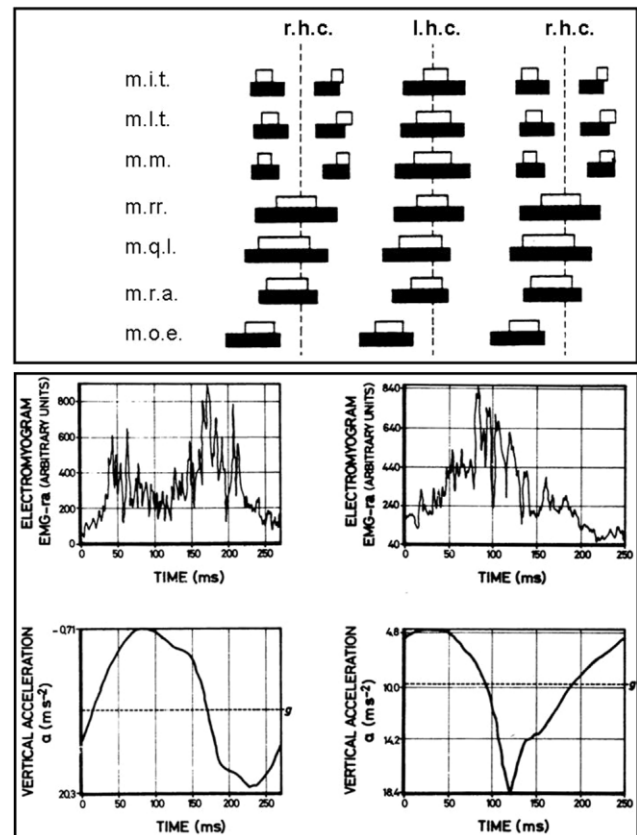 r.h.c. l.h.c. r.h.c.
m.i.t.
m.l.t.
m.m.
m.rr.
m.q.l.
m.r.a.
m.o.e.
ELECTROMYOGRAM
EMG-ra (ARBITRARY UNITS)
800
600
400
200
0
0 50 100 150 200 250
TIME (ms)
ELECTROMYOGRAM
EMG-ra (ARBITRARY UNITS)
840
640
440
240
40
0 50 100 150 200 250
TIME (ms)
VERTICAL ACCELERATION
α (m s⁻²)
-0,71
g
20,3
0 50 100 150 200 250
TIME (ms)
VERTICAL ACCELERATION
α (m s⁻²)
4,8
g
10,0
14,2
18,4
0 50 100 150 200 250
TIME (ms)